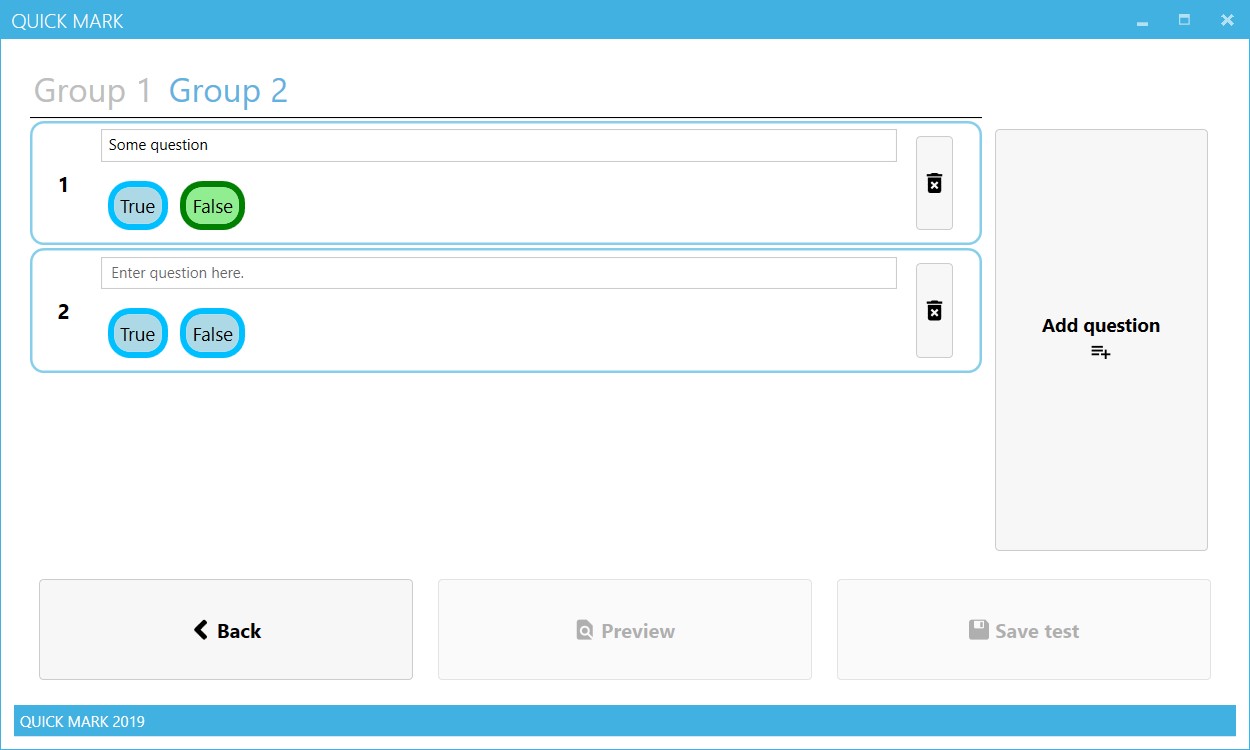 QUICK MARK
Group 1 Group 2
1
Some question
True False
2
Enter question here.
True False
Add question
Back
Preview
Save test
QUICK MARK 2019